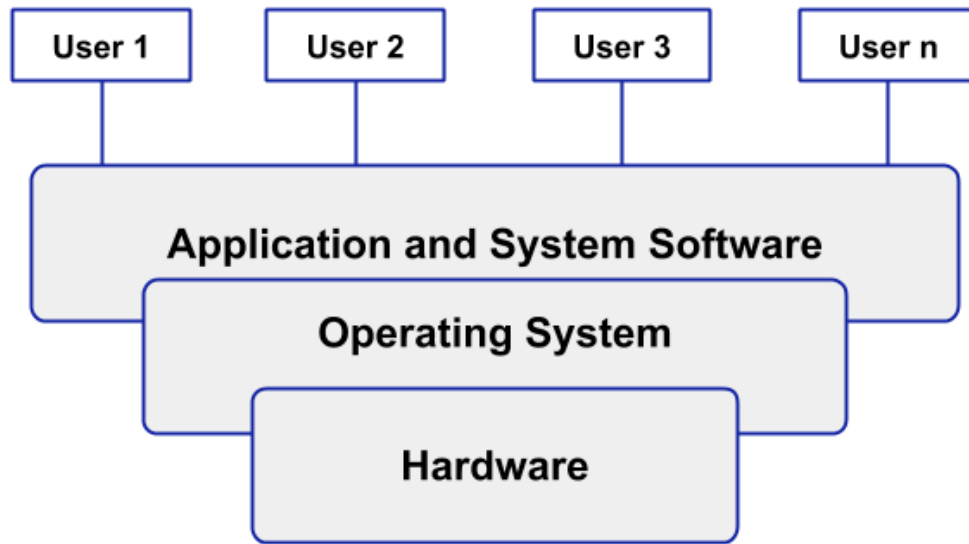 User 1
User 2
User 3
User n
Application and System Software
Operating System
Hardware